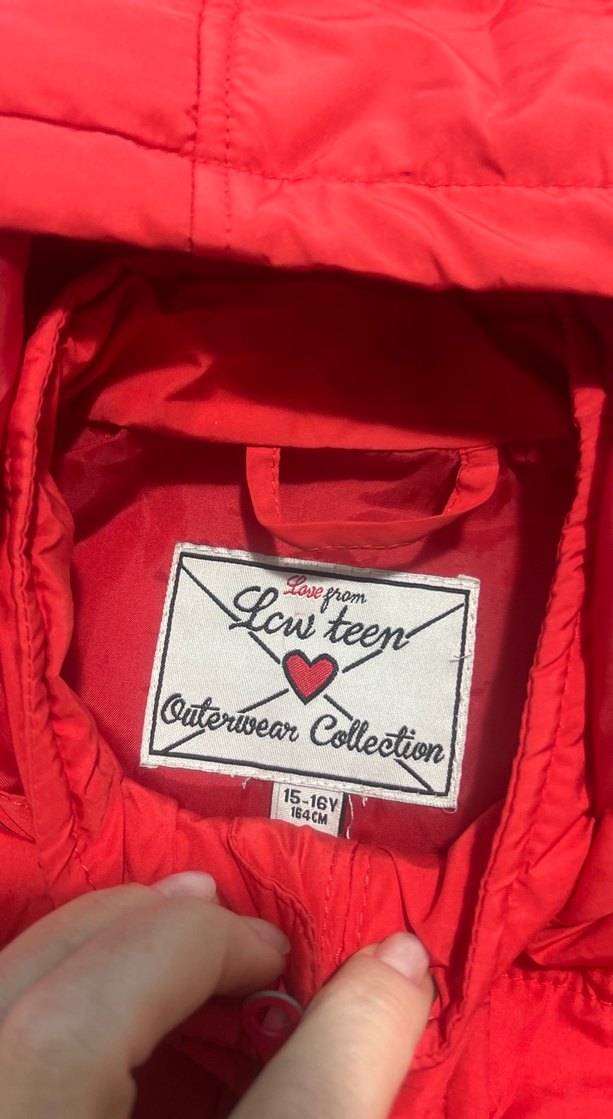 Love from
Lcw teen
Outerwear Collection
15-16Y
164CM